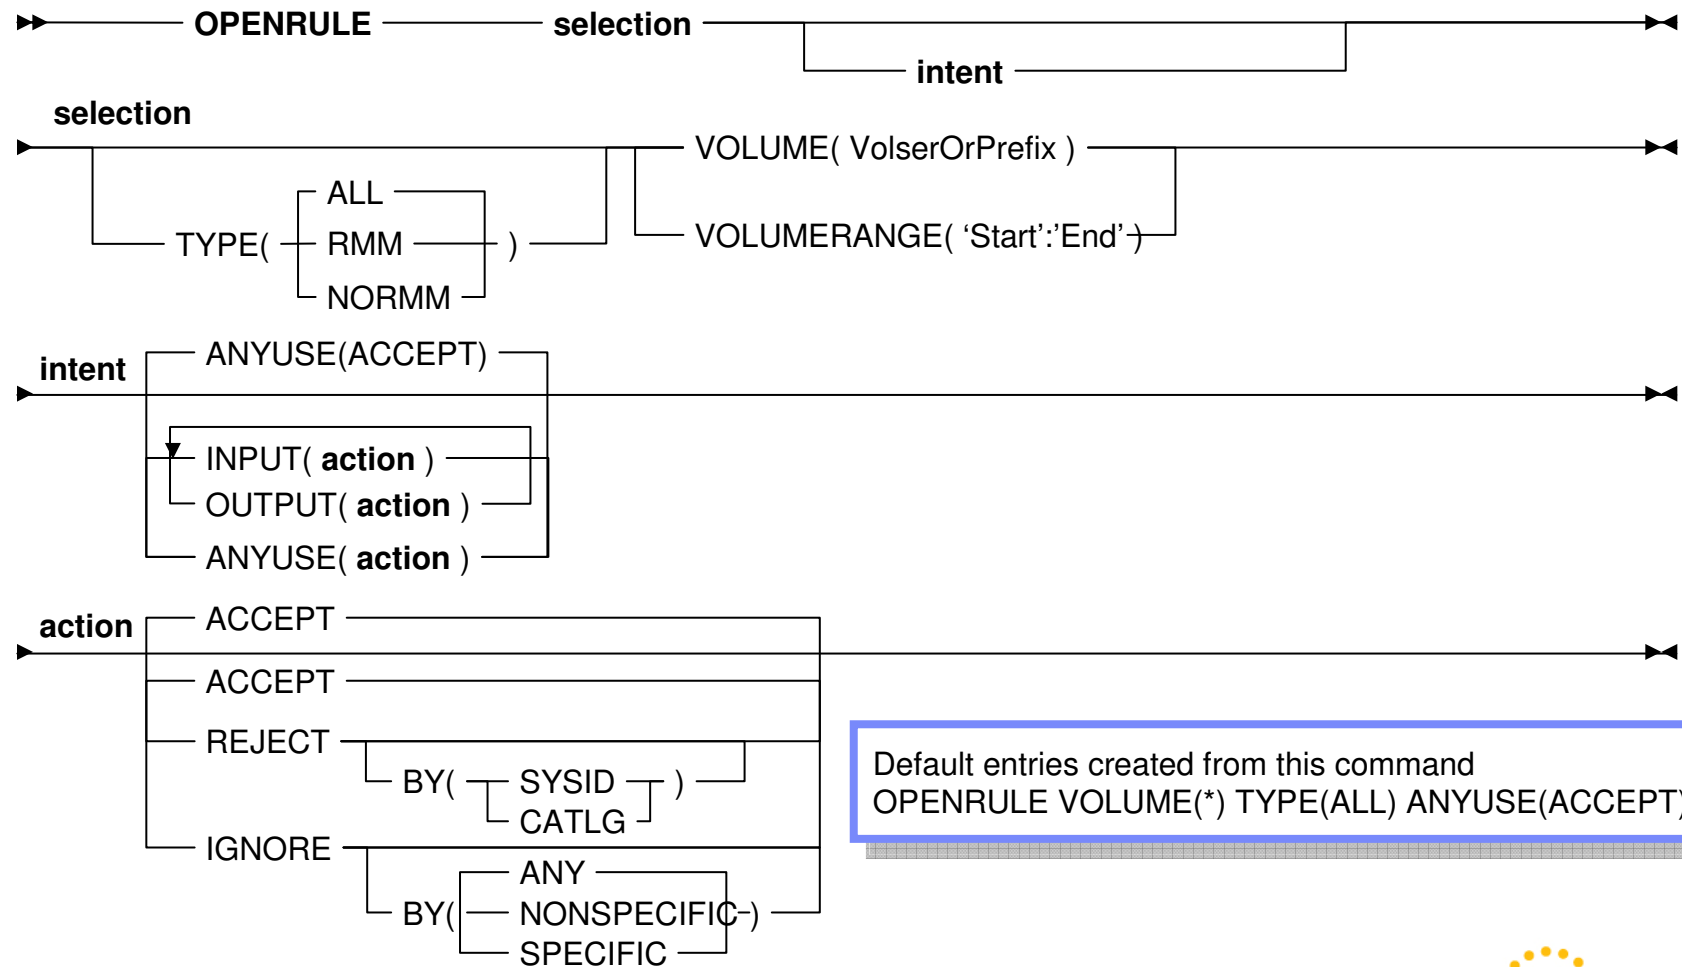 OPENRULE selection
intent
selection
VOLUME( VolserOrPrefix )
ALL
TYPE( RMM )
VOLUMERANGE( ‘Start’:’End’ )
NORMM
ANYUSE(ACCEPT)
intent
INPUT( action )
OUTPUT( action )
ANYUSE( action )
ACCEPT
action
ACCEPT
REJECT
BY( SYSID )
CATLG
Default entries created from this command
OPENRULE VOLUME(*) TYPE(ALL) ANYUSE(ACCEPT)
IGNORE
ANY
BY( NONSPECIFIC )
SPECIFIC